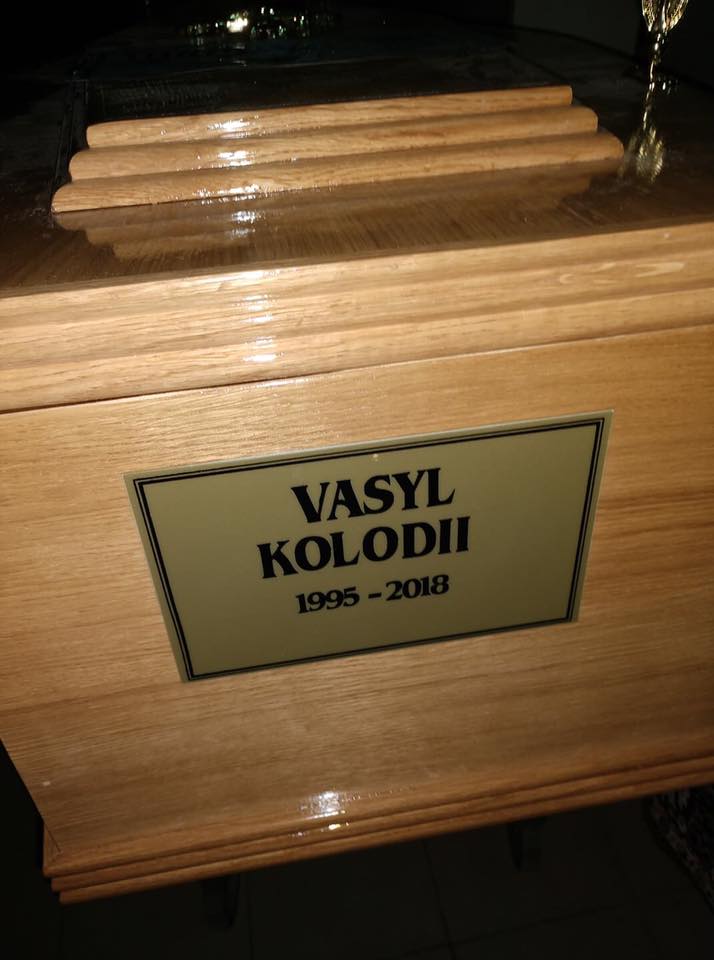 VASYL
KOLODII
1995 - 2018